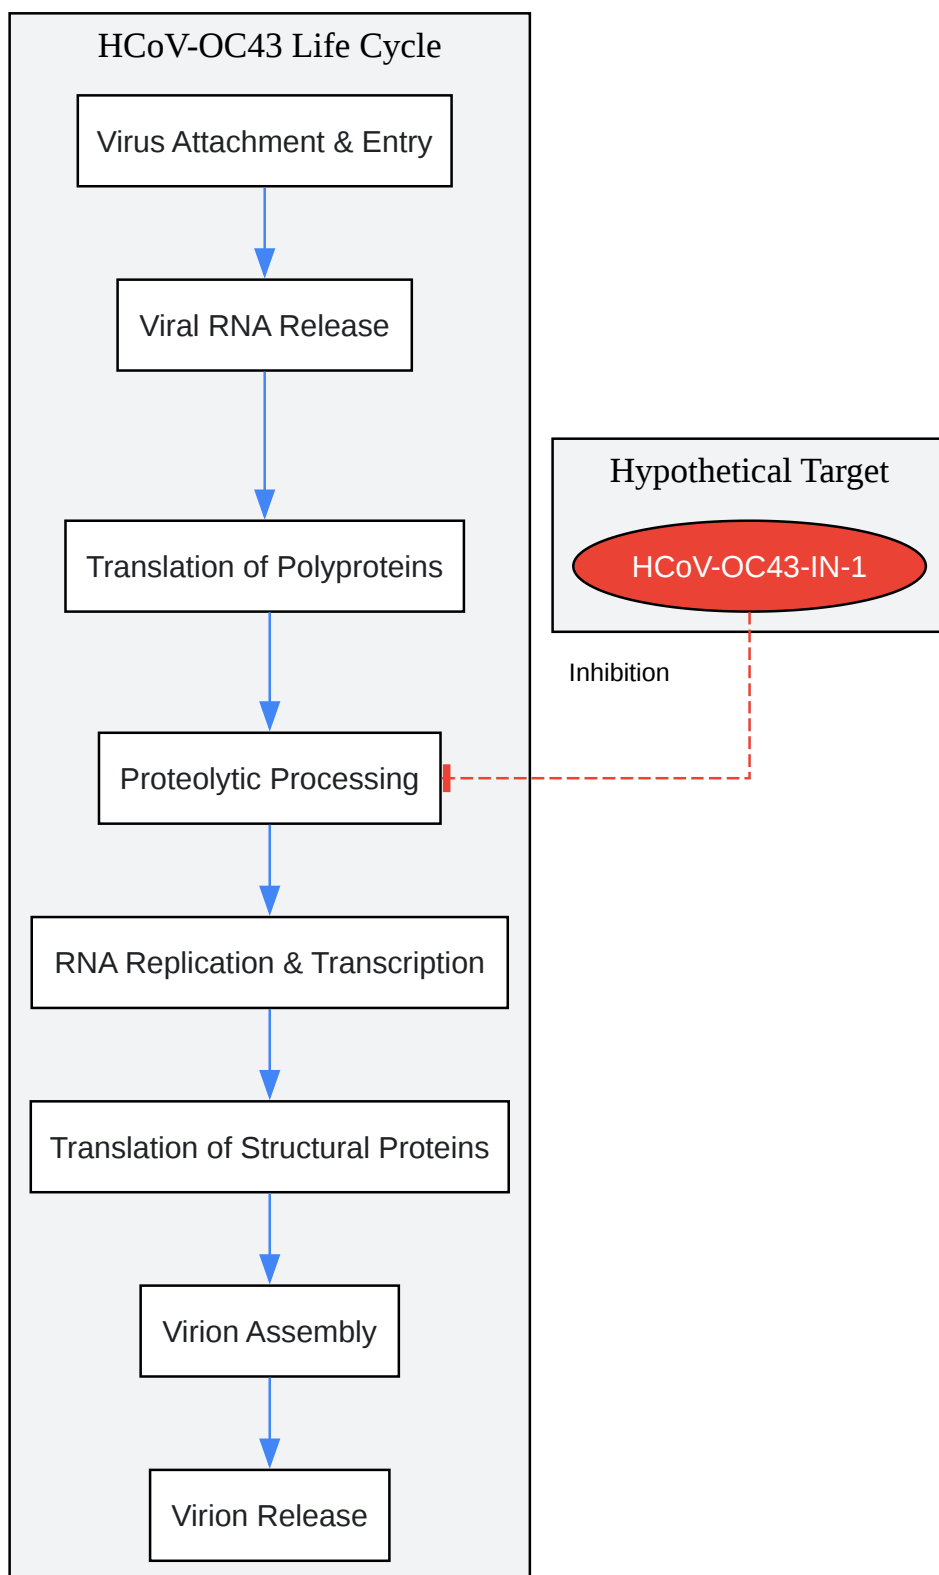 HCoV-OC43 Life Cycle
Virus Attachment & Entry
Viral RNA Release
Translation of Polyproteins
Proteolytic Processing
RNA Replication & Transcription
Translation of Structural Proteins
Virion Assembly
Virion Release
Hypothetical Target
HCoV-OC43-IN-1
Inhibition